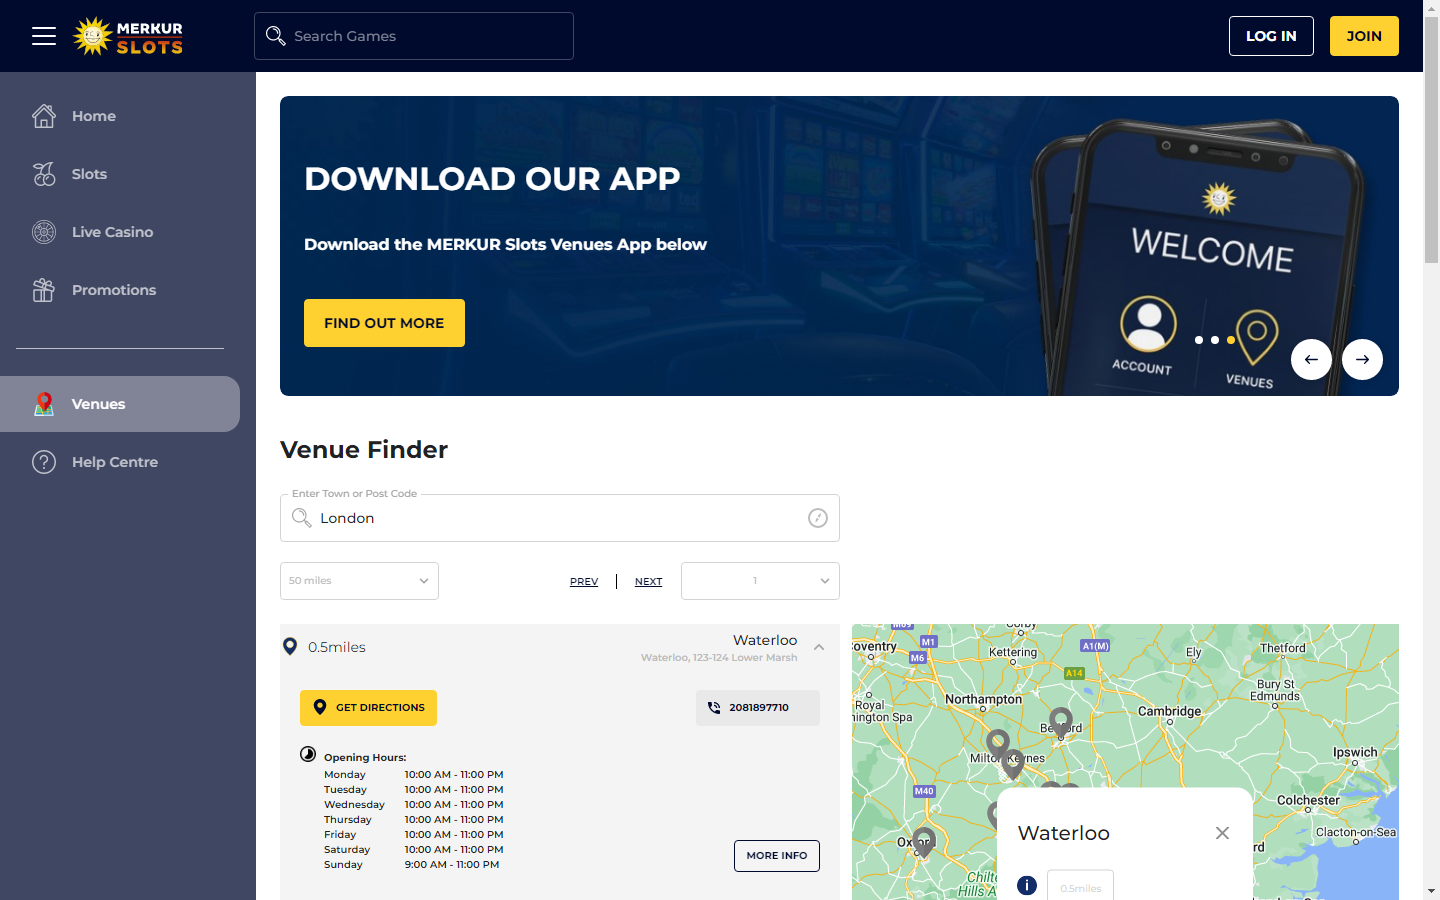 MERKUR
SLOTS
Search Games
LOG IN
JOIN
Home
Slots
Live Casino
Promotions
Venues
Help Centre
DOWNLOAD OUR APP
Download the MERKUR Slots Venues App below
FIND OUT MORE
WELCOME
ACCOUNT
VENUES
Venue Finder
Enter Town or Post Code
London
50 miles
PREV
NEXT
1
0.5miles
Waterloo
Waterloo, 123-124 Lower Marsh
GET DIRECTIONS
2081897710
Opening Hours:
Monday 10:00 AM - 11:00 PM
Tuesday 10:00 AM - 11:00 PM
Wednesday 10:00 AM - 11:00 PM
Thursday 10:00 AM - 11:00 PM
Friday 10:00 AM - 11:00 PM
Saturday 10:00 AM - 11:00 PM
Sunday 9:00 AM - 11:00 PM
MORE INFO
M1
A1(M)
Coventry
M6
Kettering
Ely
Thetford
A14
Bury St
Edmunds
Northampton
Royal
Cambridge
Milton Keynes
Ipswich
M40
Colchester
Clacton-on-Sea
Waterloo
i
0.5miles